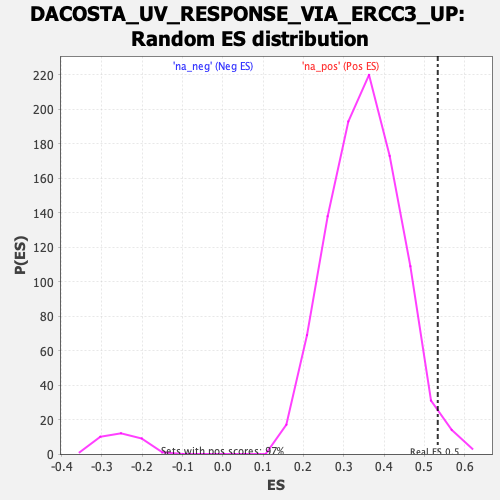 DACOSTA_UV_RESPONSE_VIA_ERCC3_UP:
Random ES distribution
'na_neg' (Neg ES) 'na_pos' (Pos ES)
220
200
180
160
140
120
100
80
60
40
20
0
P(ES)
Sets with pos scores: 97%
Real ES 0.5
-0.4 -0.3 -0.2 -0.1 0.0 0.1 0.2 0.3 0.4 0.5 0.6
ES